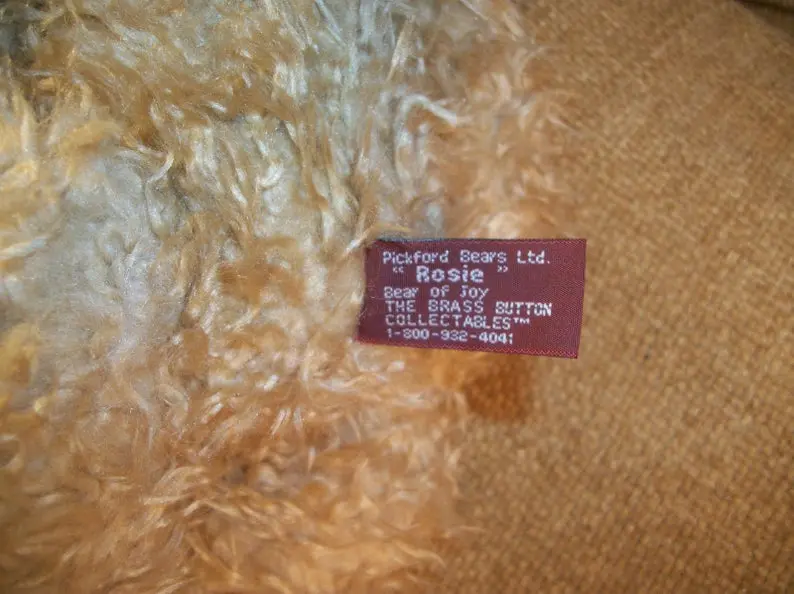 Pickford Bears Ltd.
" Rosie "
Bear of Joy
THE BRASS BUTTON
COLLECTABLES™
1-800-932-4041